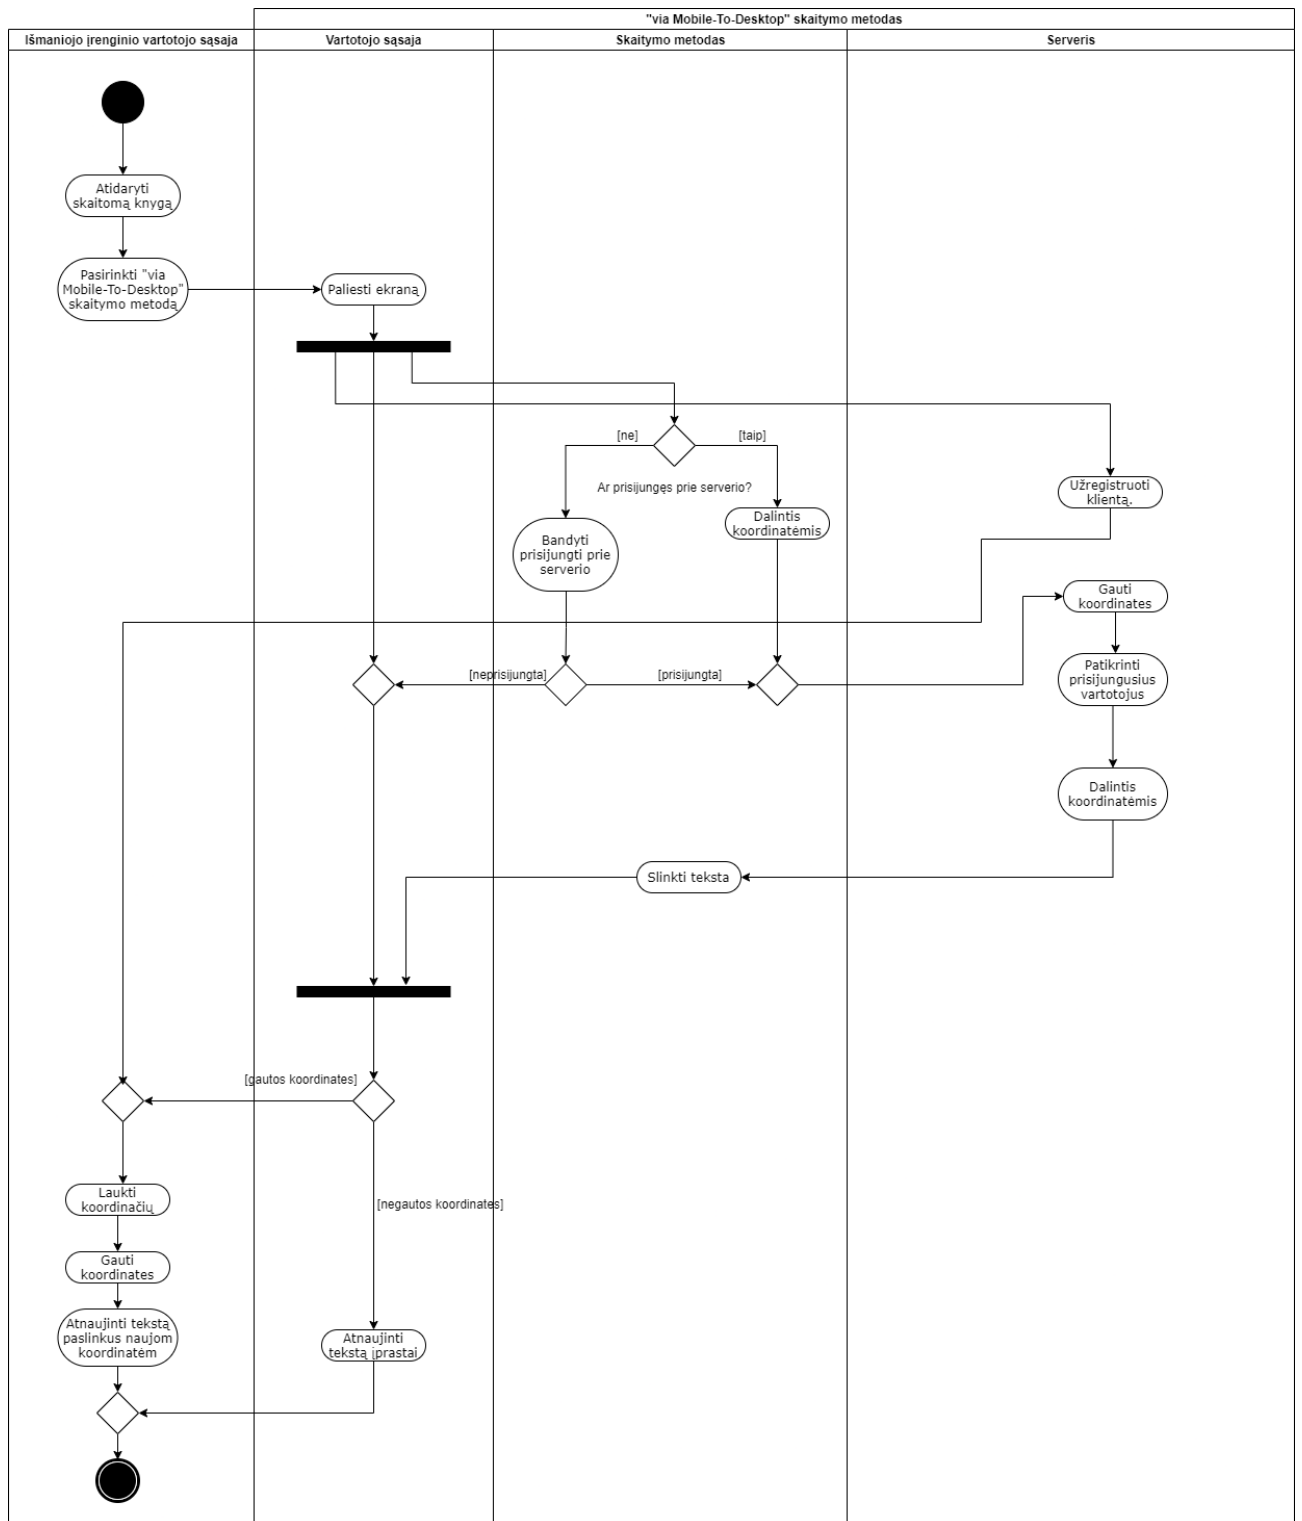 "via Mobile-To-Desktop" skaitymo metodas
Išmaniojo įrenginio vartotojo sąsaja
Vartotojo sąsaja
Skaitymo metodas
Serveris
Atidaryti
skaitomą knygą
Pasirinkti "via
Mobile-To-Desktop"
skaitymo metodą
Paliesti ekraną
[ne]
[taip]
Ar prisijungęs prie serverio?
Užregistruoti
klientą.
Dalintis
koordinatėmis
Bandyti
prisijungti prie
serverio
Gauti
koordinates
[neprisijungta]
[prisijungta]
Patikrinti
prisijungusius
vartotojus
Dalintis
koordinatėmis
Slinkti teksta
[gautos koordinates]
Laukti
koordinačių
[negautos koordinates]
Gauti
koordinates
Atnaujinti tekstą
paslinkus naujom
koordinatėm
Atnaujinti
tekstą įprastai